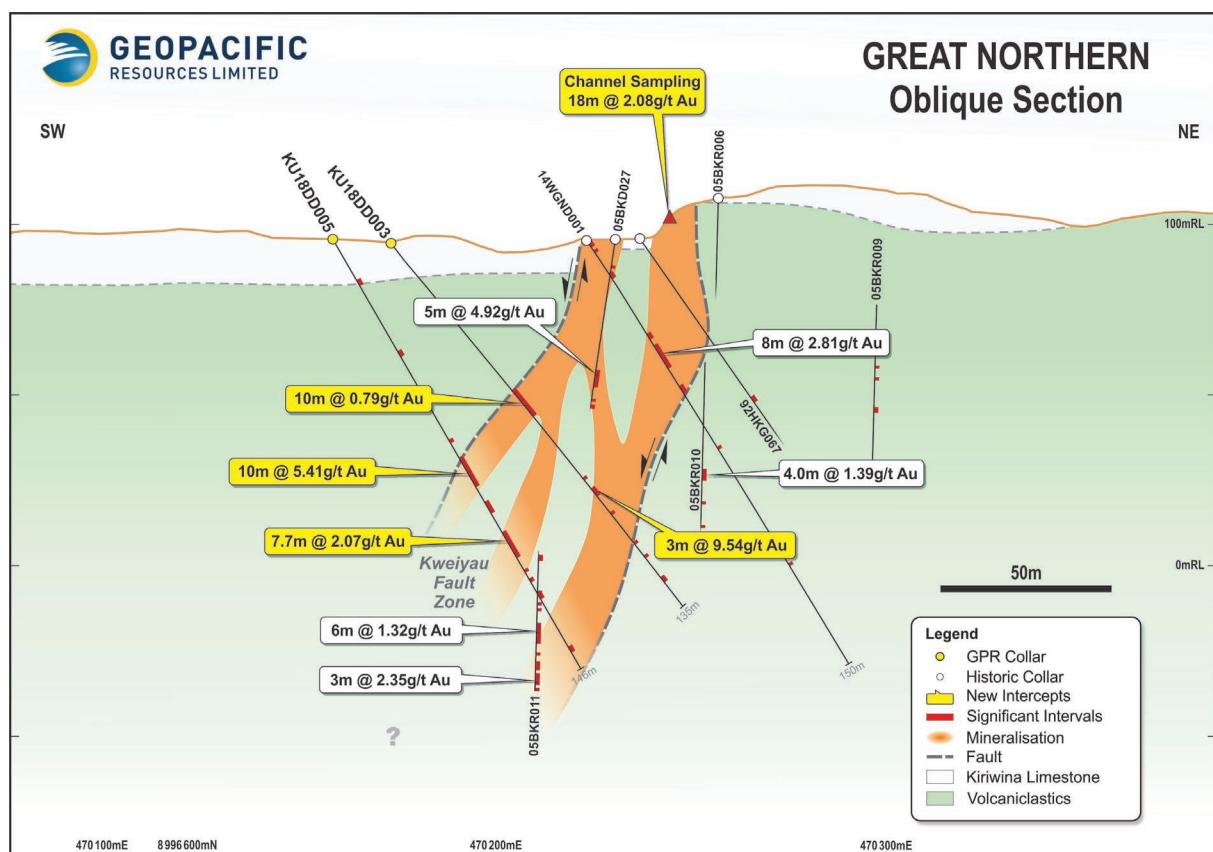 GEOPACIFIC
RESOURCES LIMITED
GREAT NORTHERN
Oblique Section
SW
NE
Channel Sampling
18m @ 2.08g/t Au
KU18DD005
KU18DD003
14WGND001
05BKD027
05BKR006
100mRL
05BKR009
5m @ 4.92g/t Au
8m @ 2.81g/t Au
10m @ 0.79g/t Au
92HKG067
10m @ 5.41g/t Au
05BKR010
4.0m @ 1.39g/t Au
7.7m @ 2.07g/t Au
3m @ 9.54g/t Au
Kweiyau
Fault
Zone
0mRL
50m
135m
6m @ 1.32g/t Au
3m @ 2.35g/t Au
146m
150m
05BKR011
?
Legend
GPR Collar
Historic Collar
New Intercepts
Significant Intervals
Mineralisation
Fault
Kiriwina Limestone
Volcaniclastics
470100mE 8996600mN
470200mE
470300mE